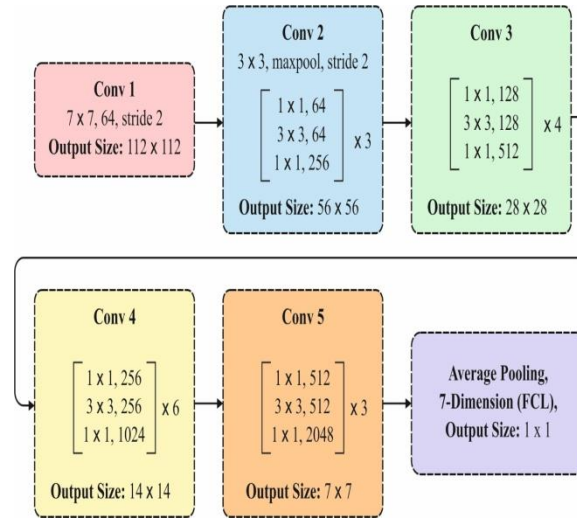 Conv 1
7 x 7, 64, stride 2
Output Size: 112 x 112
Conv 2
3 x 3, maxpool, stride 2
1 x 1, 64
3 x 3, 64
1 x 1, 256
x 3
Output Size: 56 x 56
Conv 3
1 x 1, 128
3 x 3, 128
1 x 1, 512
x 4
Output Size: 28 x 28
Conv 4
1 x 1, 256
3 x 3, 256
1 x 1, 1024
x 6
Output Size: 14 x 14
Conv 5
1 x 1, 512
3 x 3, 512
1 x 1, 2048
x 3
Output Size: 7 x 7
Average Pooling,
7-Dimension (FCL),
Output Size: 1 x 1